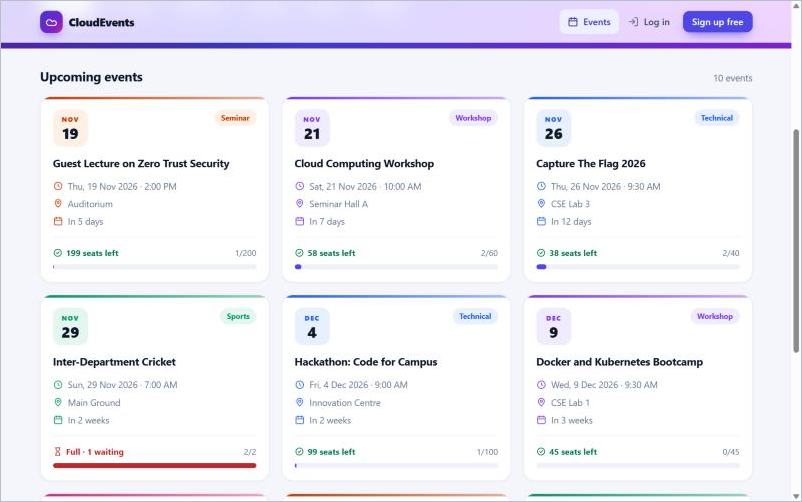 CloudEvents
Events
Log in
Sign up free
Upcoming events
10 events
NOV
19
Seminar
Guest Lecture on Zero Trust Security
Thu, 19 Nov 2026 · 2:00 PM
Auditorium
In 5 days
199 seats left
1/200
NOV
21
Workshop
Cloud Computing Workshop
Sat, 21 Nov 2026 · 10:00 AM
Seminar Hall A
In 7 days
58 seats left
2/60
NOV
26
Technical
Capture The Flag 2026
Thu, 26 Nov 2026 · 9:30 AM
CSE Lab 3
In 12 days
38 seats left
2/40
NOV
29
Sports
Inter-Department Cricket
Sun, 29 Nov 2026 · 7:00 AM
Main Ground
In 2 weeks
Full · 1 waiting
2/2
DEC
4
Technical
Hackathon: Code for Campus
Fri, 4 Dec 2026 · 9:00 AM
Innovation Centre
In 2 weeks
99 seats left
1/100
DEC
9
Workshop
Docker and Kubernetes Bootcamp
Wed, 9 Dec 2026 · 9:30 AM
CSE Lab 1
In 3 weeks
45 seats left
0/45